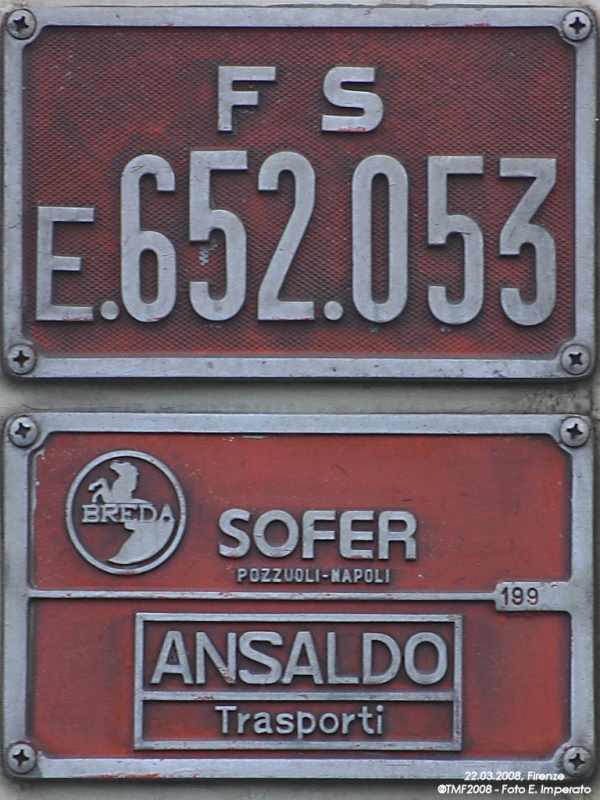 F S
E.652.053
BREDA
SOFER
POZZUOLI-NAPOLI
199
ANSALDO
Trasporti
22.03.2008, Firenze
©TMF2008 - Foto E. Imperato